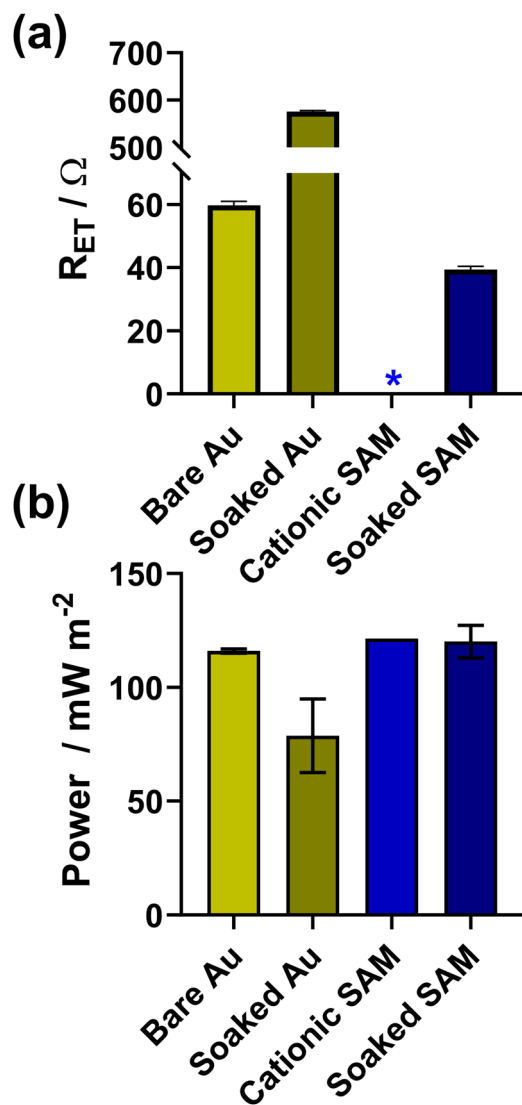 (a)
R_ET / Ω
700
600
500
60
40
20
0
*
Bare Au
Soaked Au
Cationic SAM
Soaked SAM
(b)
Power / mW m⁻²
150
100
50
0
Bare Au
Soaked Au
Cationic SAM
Soaked SAM